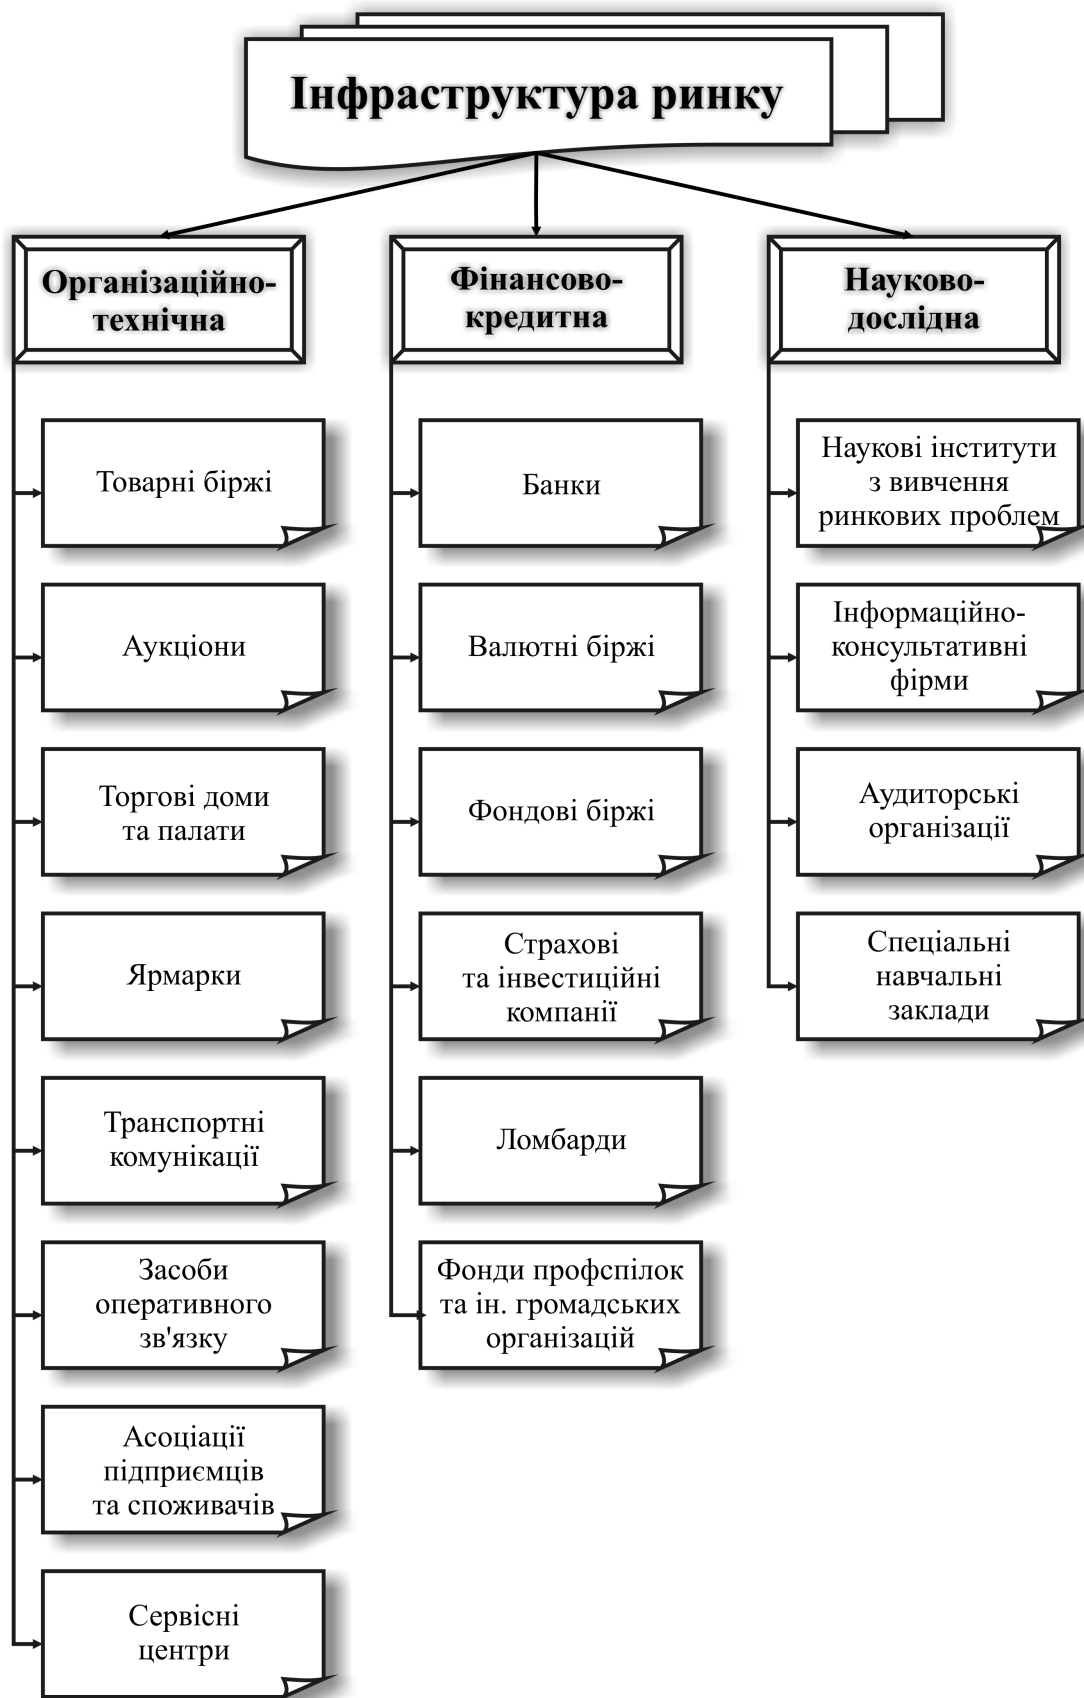 Інфраструктура ринку
Організаційно-
технічна
Товарні біржі
Аукціони
Торгові доми
та палати
Ярмарки
Транспортні
комунікації
Засоби
оперативного
зв'язку
Асоціації
підприємців
та споживачів
Сервісні
центри
Фінансово-
кредитна
Банки
Валютні біржі
Фондові біржі
Страхові
та інвестиційні
компанії
Ломбарди
Фонди профспілок
та ін. громадських
організацій
Науково-
дослідна
Наукові інститути
з вивчення
ринкових проблем
Інформаційно-
консультативні
фірми
Аудиторські
організації
Спеціальні
навчальні
заклади